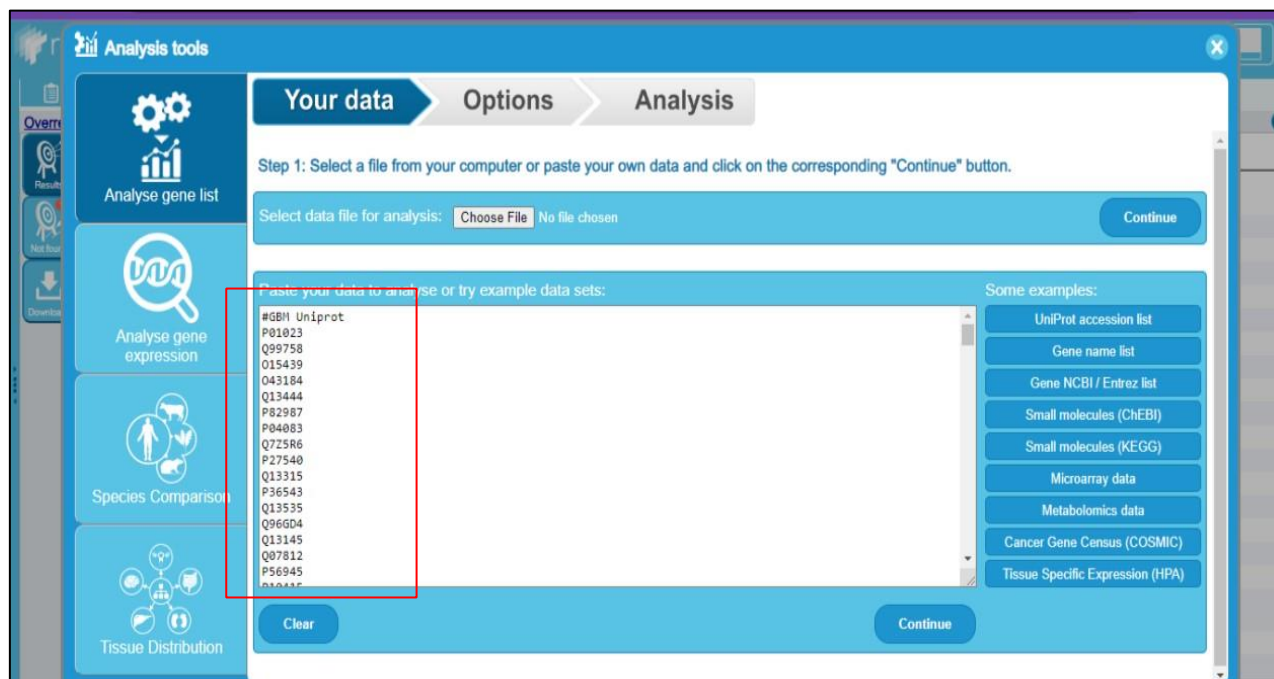 Analysis tools
Overre
Results
Not four
Downloa
Analyse gene list
Analyse gene
expression
Species Comparison
Tissue Distribution
Your data
Options
Analysis
Step 1: Select a file from your computer or paste your own data and click on the corresponding "Continue" button.
Select data file for analysis: Choose File No file chosen
Continue
Paste your data to analyse or try example data sets:
#GBM Uniprot
P01023
Q99758
O15439
O43184
Q13444
P82987
P04083
Q7Z5R6
P27540
Q13315
P36543
Q13535
Q96GD4
Q13145
Q07812
P56945
Clear
Continue
Some examples:
UniProt accession list
Gene name list
Gene NCBI / Entrez list
Small molecules (ChEBI)
Small molecules (KEGG)
Microarray data
Metabolomics data
Cancer Gene Census (COSMIC)
Tissue Specific Expression (HPA)